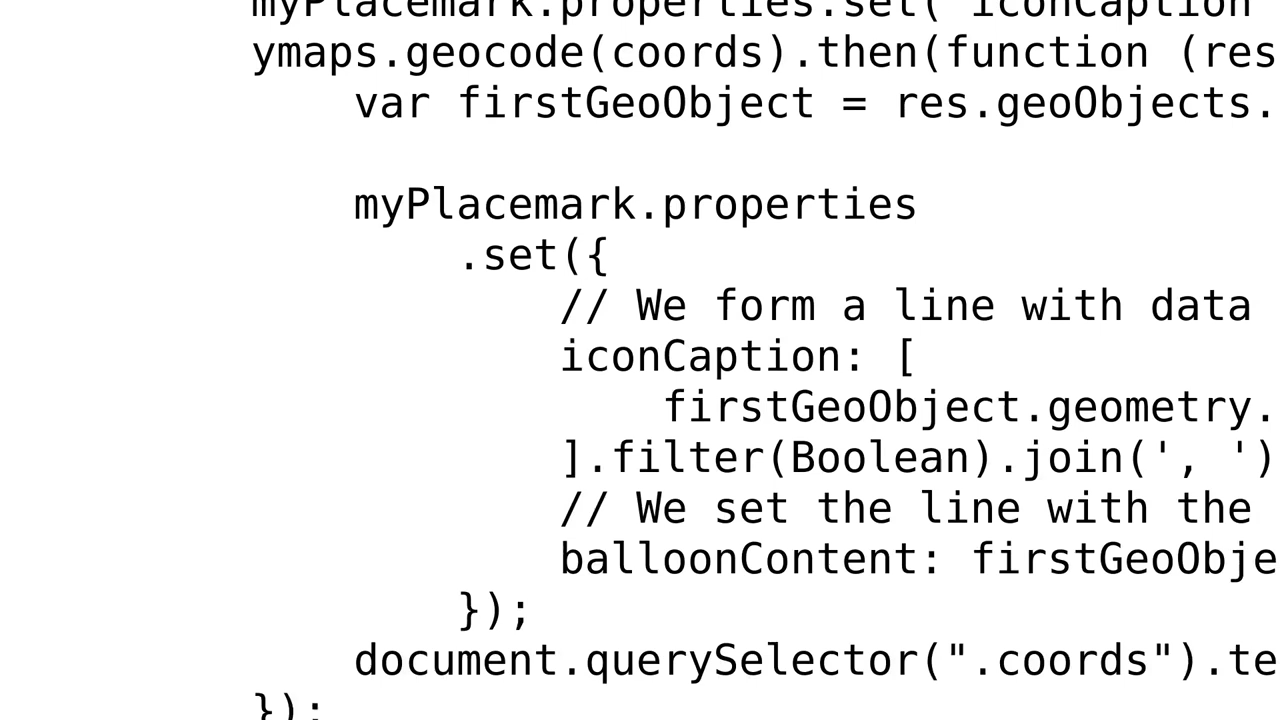 myPlacemark.properties.set( iconCaption
ymaps.geocode(coords).then(function (res
var firstGeoObject = res.geoObjects.
myPlacemark.properties
.set({
// We form a line with data
iconCaption: [
firstGeoObject.geometry.
].filter(Boolean).join(', ')
// We set the line with the
balloonContent: firstGeoObje
});
document.querySelector(".coords").te
});